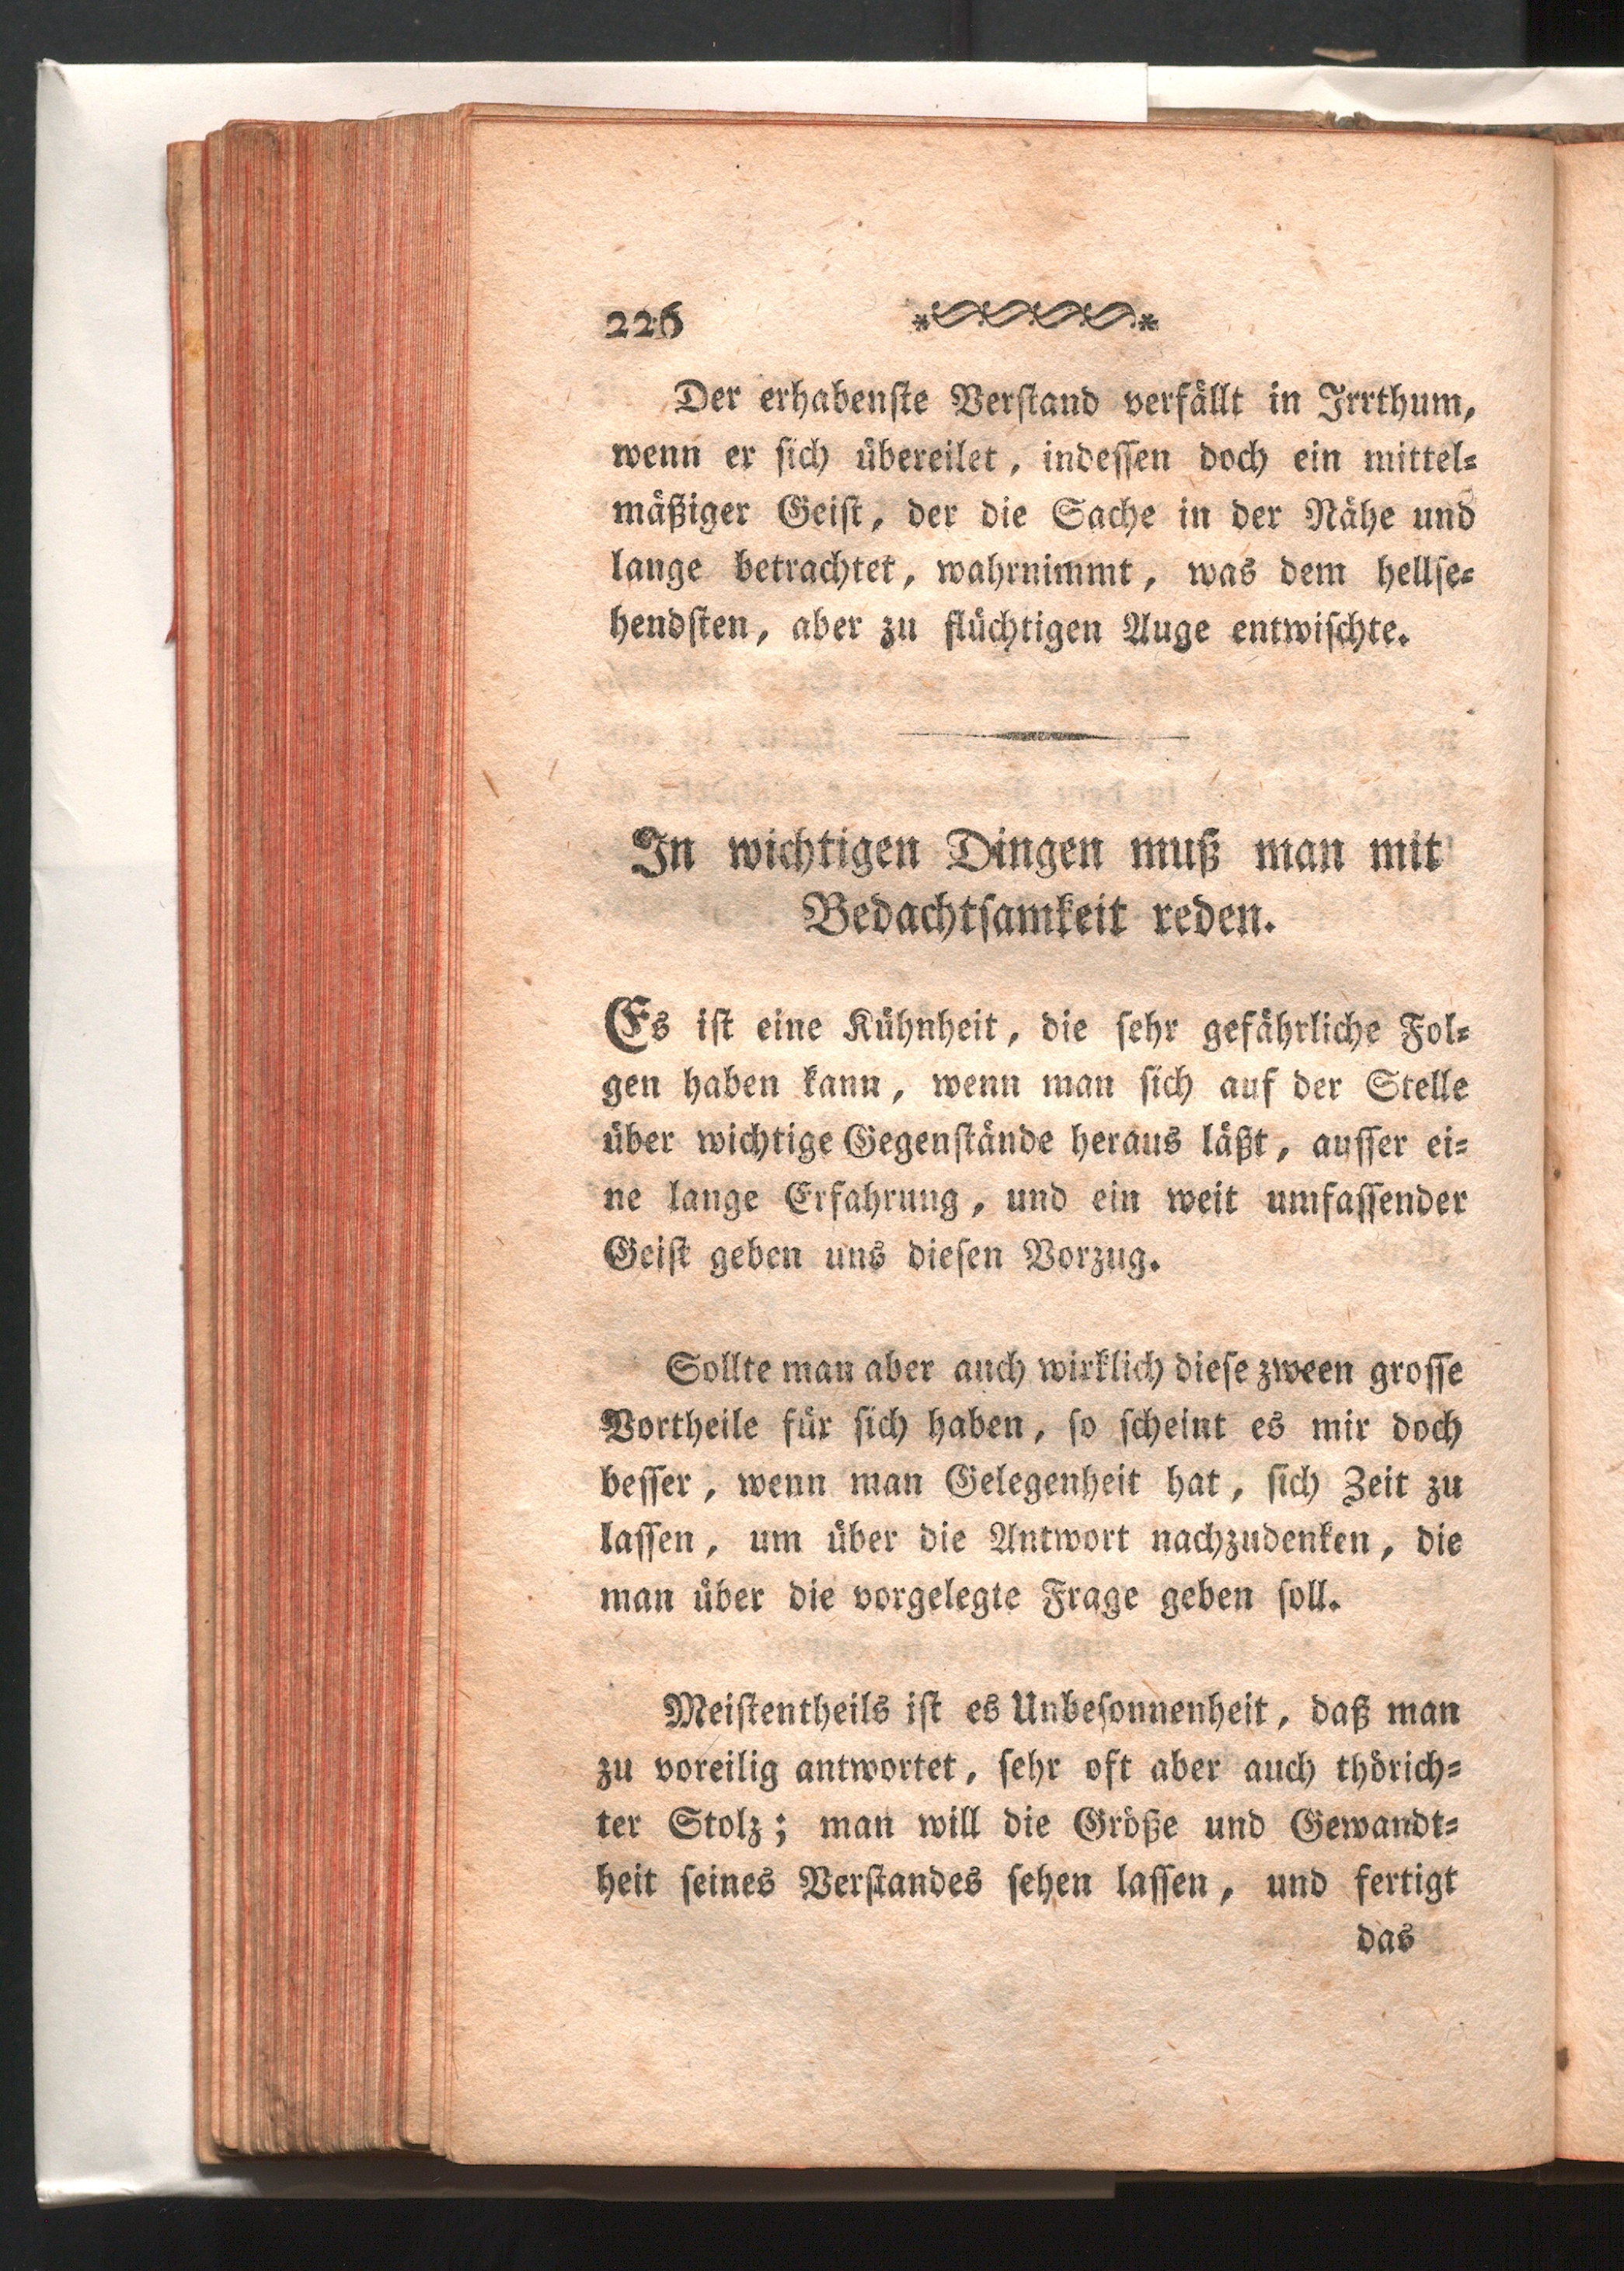 226
Der erhabenſte Verſtand verfällt in Irrthum,
wenn er ſich übereilet, indeſſen doch ein mittel⸗
mäßiger Geiſt, der die Sache in der Nähe und
lange betrachtet, wahrnimmt, was dem hellſe⸗
hendſten, aber zu flüchtigen Auge entwiſchte.
In wichtigen Dingen muß man mit
Bedachtſamkeit reden.
Es iſt eine Kühnheit, die ſehr gefährliche Fol⸗
gen haben kann, wenn man ſich auf der Stelle
über wichtige Gegenſtände heraus läßt, auſſer ei⸗
ne lange Erfahrung, und ein weit umfaſſender
Geiſt geben uns dieſen Vorzug.
Sollte man aber auch wirklich dieſe zween groſſe
Vortheile für ſich haben, ſo ſcheint es mir doch
beſſer, wenn man Gelegenheit hat, ſich Zeit zu
laſſen, um über die Antwort nachzudenken, die
man über die vorgelegte Frage geben ſoll.
Meiſtentheils iſt es Unbeſonnenheit, daß man
zu voreilig antwortet, ſehr oft aber auch thörich⸗
ter Stolz; man will die Größe und Gewandt⸗
heit ſeines Verſtandes ſehen laſſen, und fertigt
das